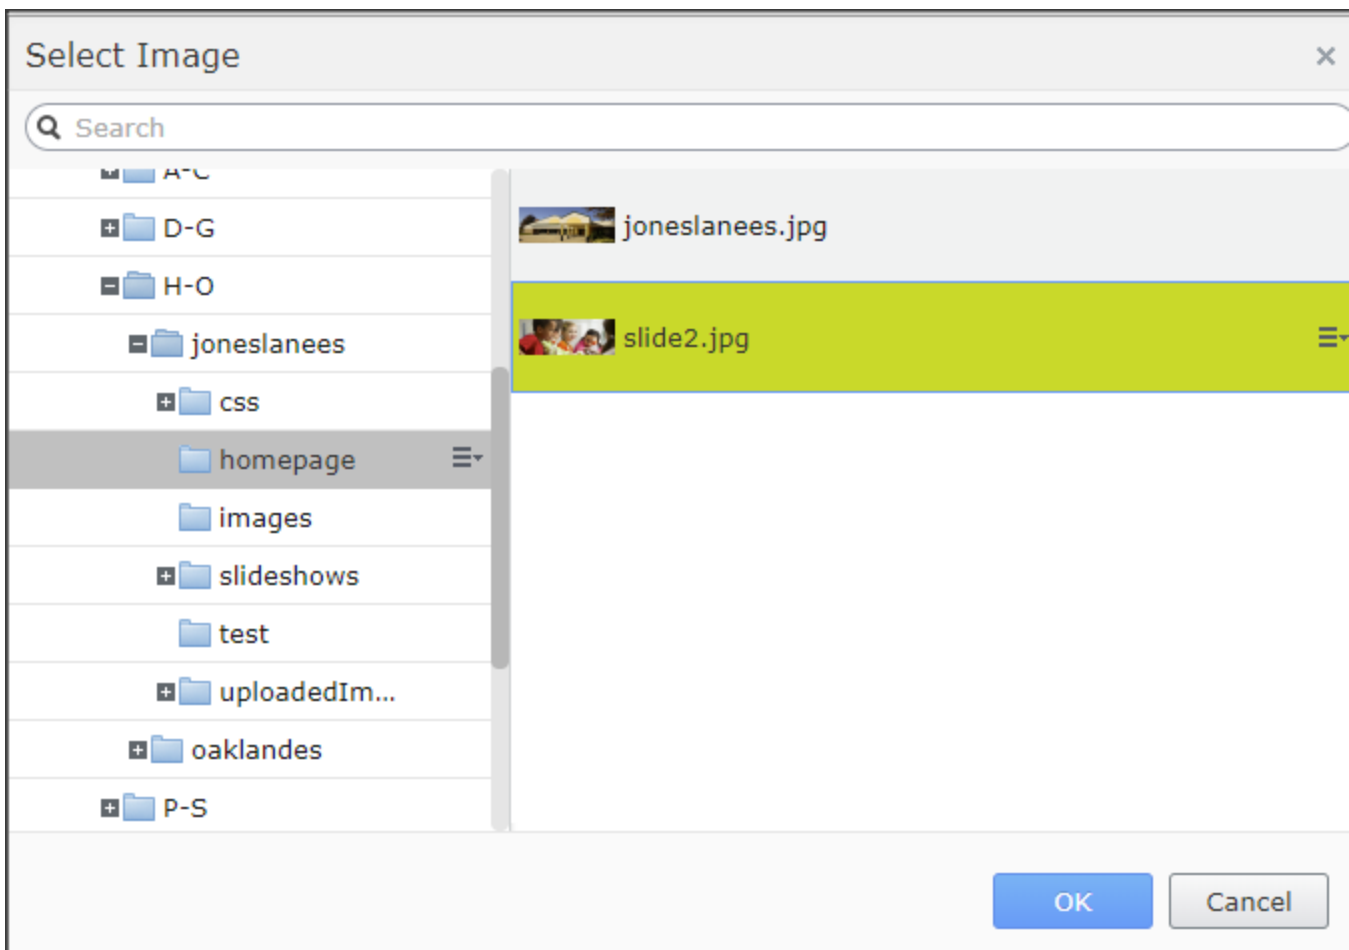 Select Image
Search
A-C
D-G
H-O
joneslanees
css
homepage
images
slideshows
test
uploadedIm...
oaklandes
P-S
joneslanees.jpg
slide2.jpg
OK
Cancel